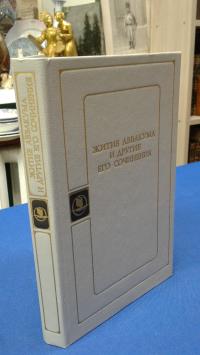 ЖИТИЕ АВВАКУМА
И ДРУГИЕ
ЕГО СОЧИНЕНИЯ
ЖИТИЕ АВВАКУМА
И ДРУГИЕ ЕГО СОЧИНЕНИЯ